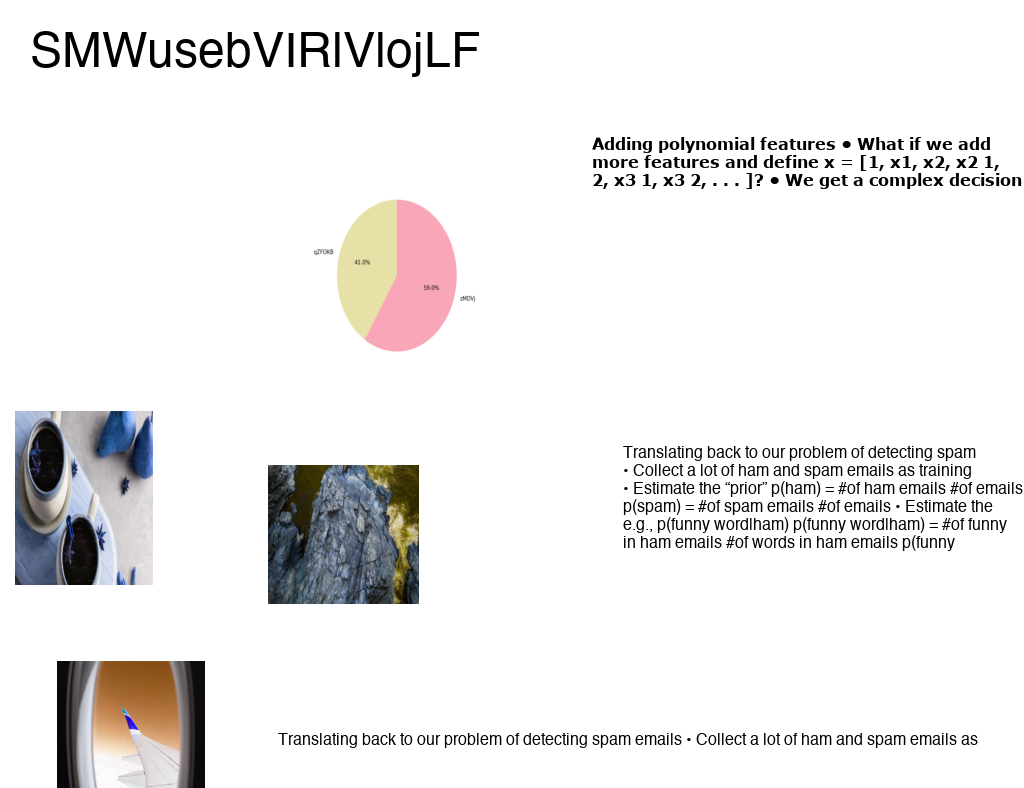 SMWusebVIRlVlojLF
Adding polynomial features • What if we add
more features and define x = [1, x1, x2, x2 1,
2, x3 1, x3 2, . . . ]? • We get a complex decision
qZFOKB
41.0%
59.0%
zMDVj
Translating back to our problem of detecting spam
• Collect a lot of ham and spam emails as training
• Estimate the “prior” p(ham) = #of ham emails #of emails
p(spam) = #of spam emails #of emails • Estimate the
e.g., p(funny word|ham) p(funny word|ham) = #of funny
in ham emails #of words in ham emails p(funny
Translating back to our problem of detecting spam emails • Collect a lot of ham and spam emails as